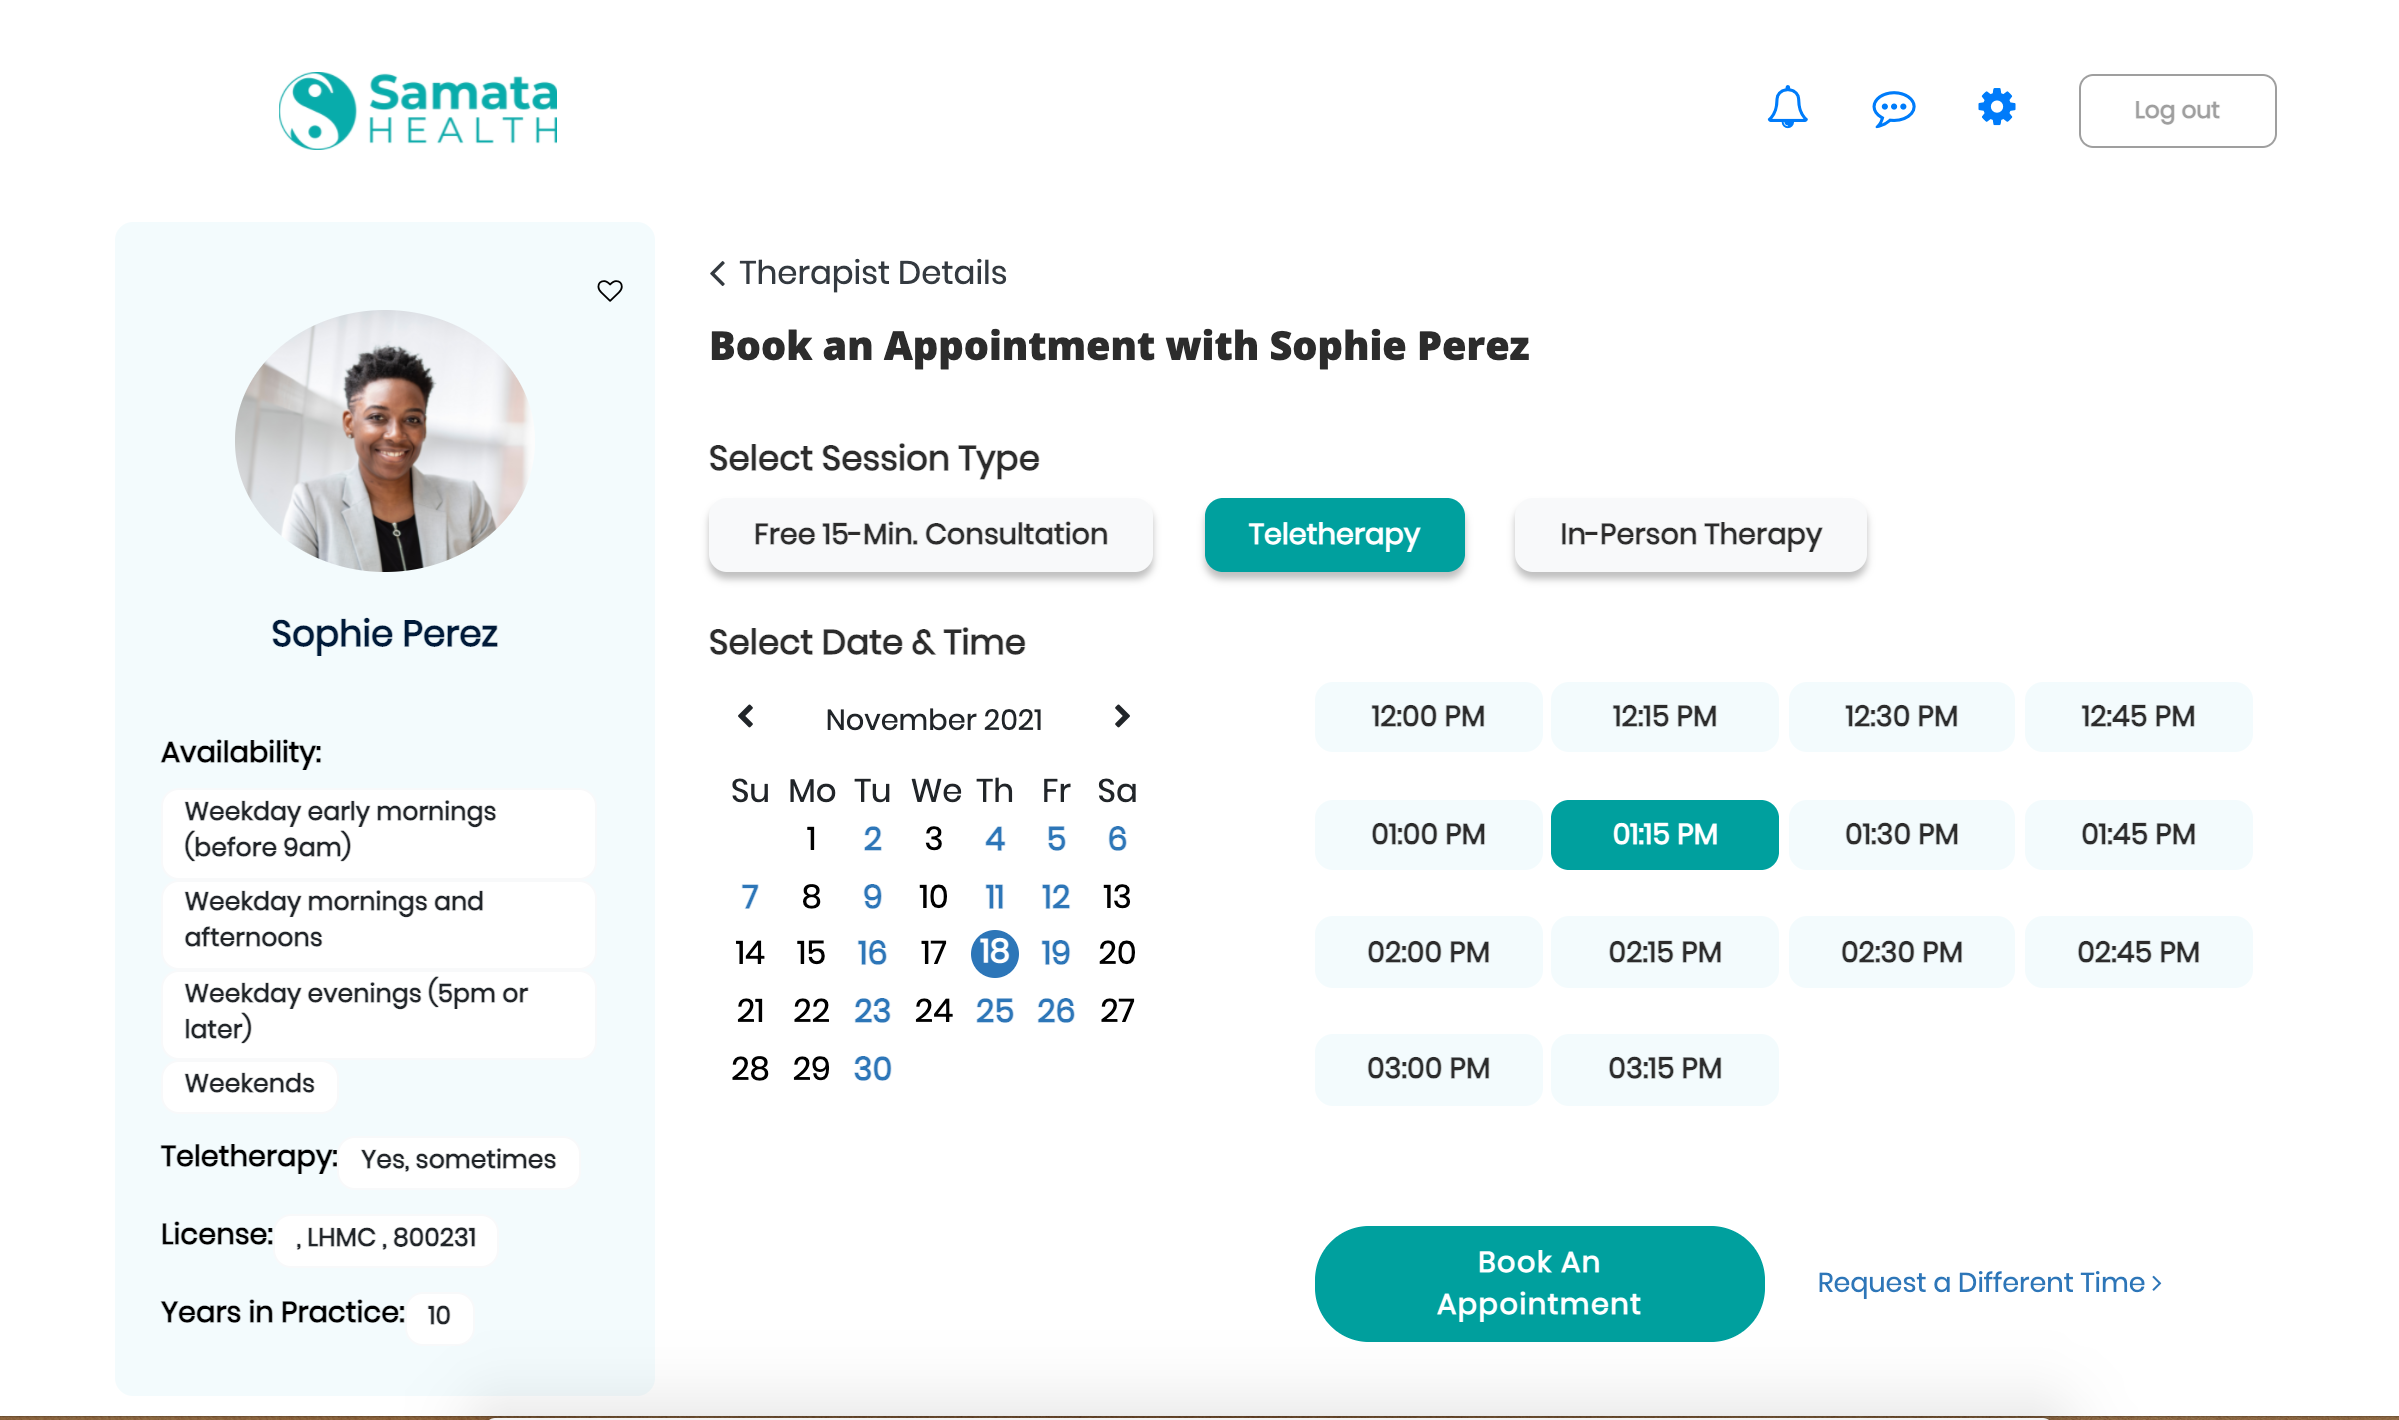 Samata
HEALTH
Log out
Sophie Perez
Availability:
Weekday early mornings
(before 9am)
Weekday mornings and
afternoons
Weekday evenings (5pm or
later)
Weekends
Teletherapy: Yes, sometimes
License: , LHMC , 800231
Years in Practice: 10
Therapist Details
Book an Appointment with Sophie Perez
Select Session Type
Free 15-Min. Consultation Teletherapy In-Person Therapy
Select Date & Time
November 2021
Su Mo Tu We Th Fr Sa
1 2 3 4 5 6
7 8 9 10 11 12 13
14 15 16 17 18 19 20
21 22 23 24 25 26 27
28 29 30
12:00 PM 12:15 PM 12:30 PM 12:45 PM
01:00 PM 01:15 PM 01:30 PM 01:45 PM
02:00 PM 02:15 PM 02:30 PM 02:45 PM
03:00 PM 03:15 PM
Book An
Appointment
Request a Different Time >